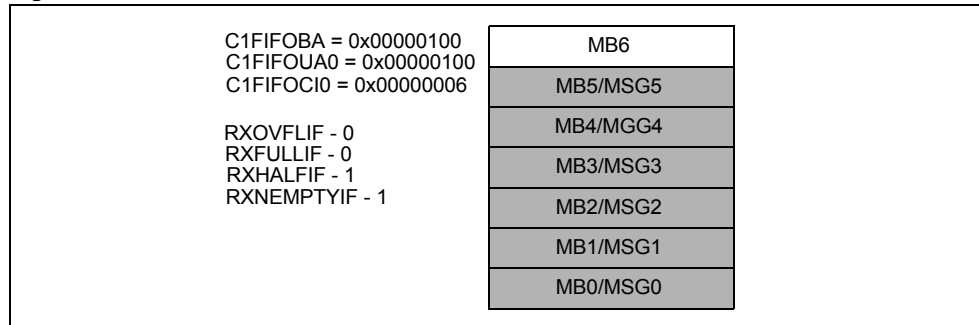 C1FIFOBA = 0x00000100
C1FIFOUA0 = 0x00000100
C1FIFOCI0 = 0x00000006
RXOVFLIF - 0
RXFULLIF - 0
RXHALFIF - 1
RXNEMPTYIF - 1
MB6
MB5/MSG5
MB4/MGG4
MB3/MSG3
MB2/MSG2
MB1/MSG1
MB0/MSG0